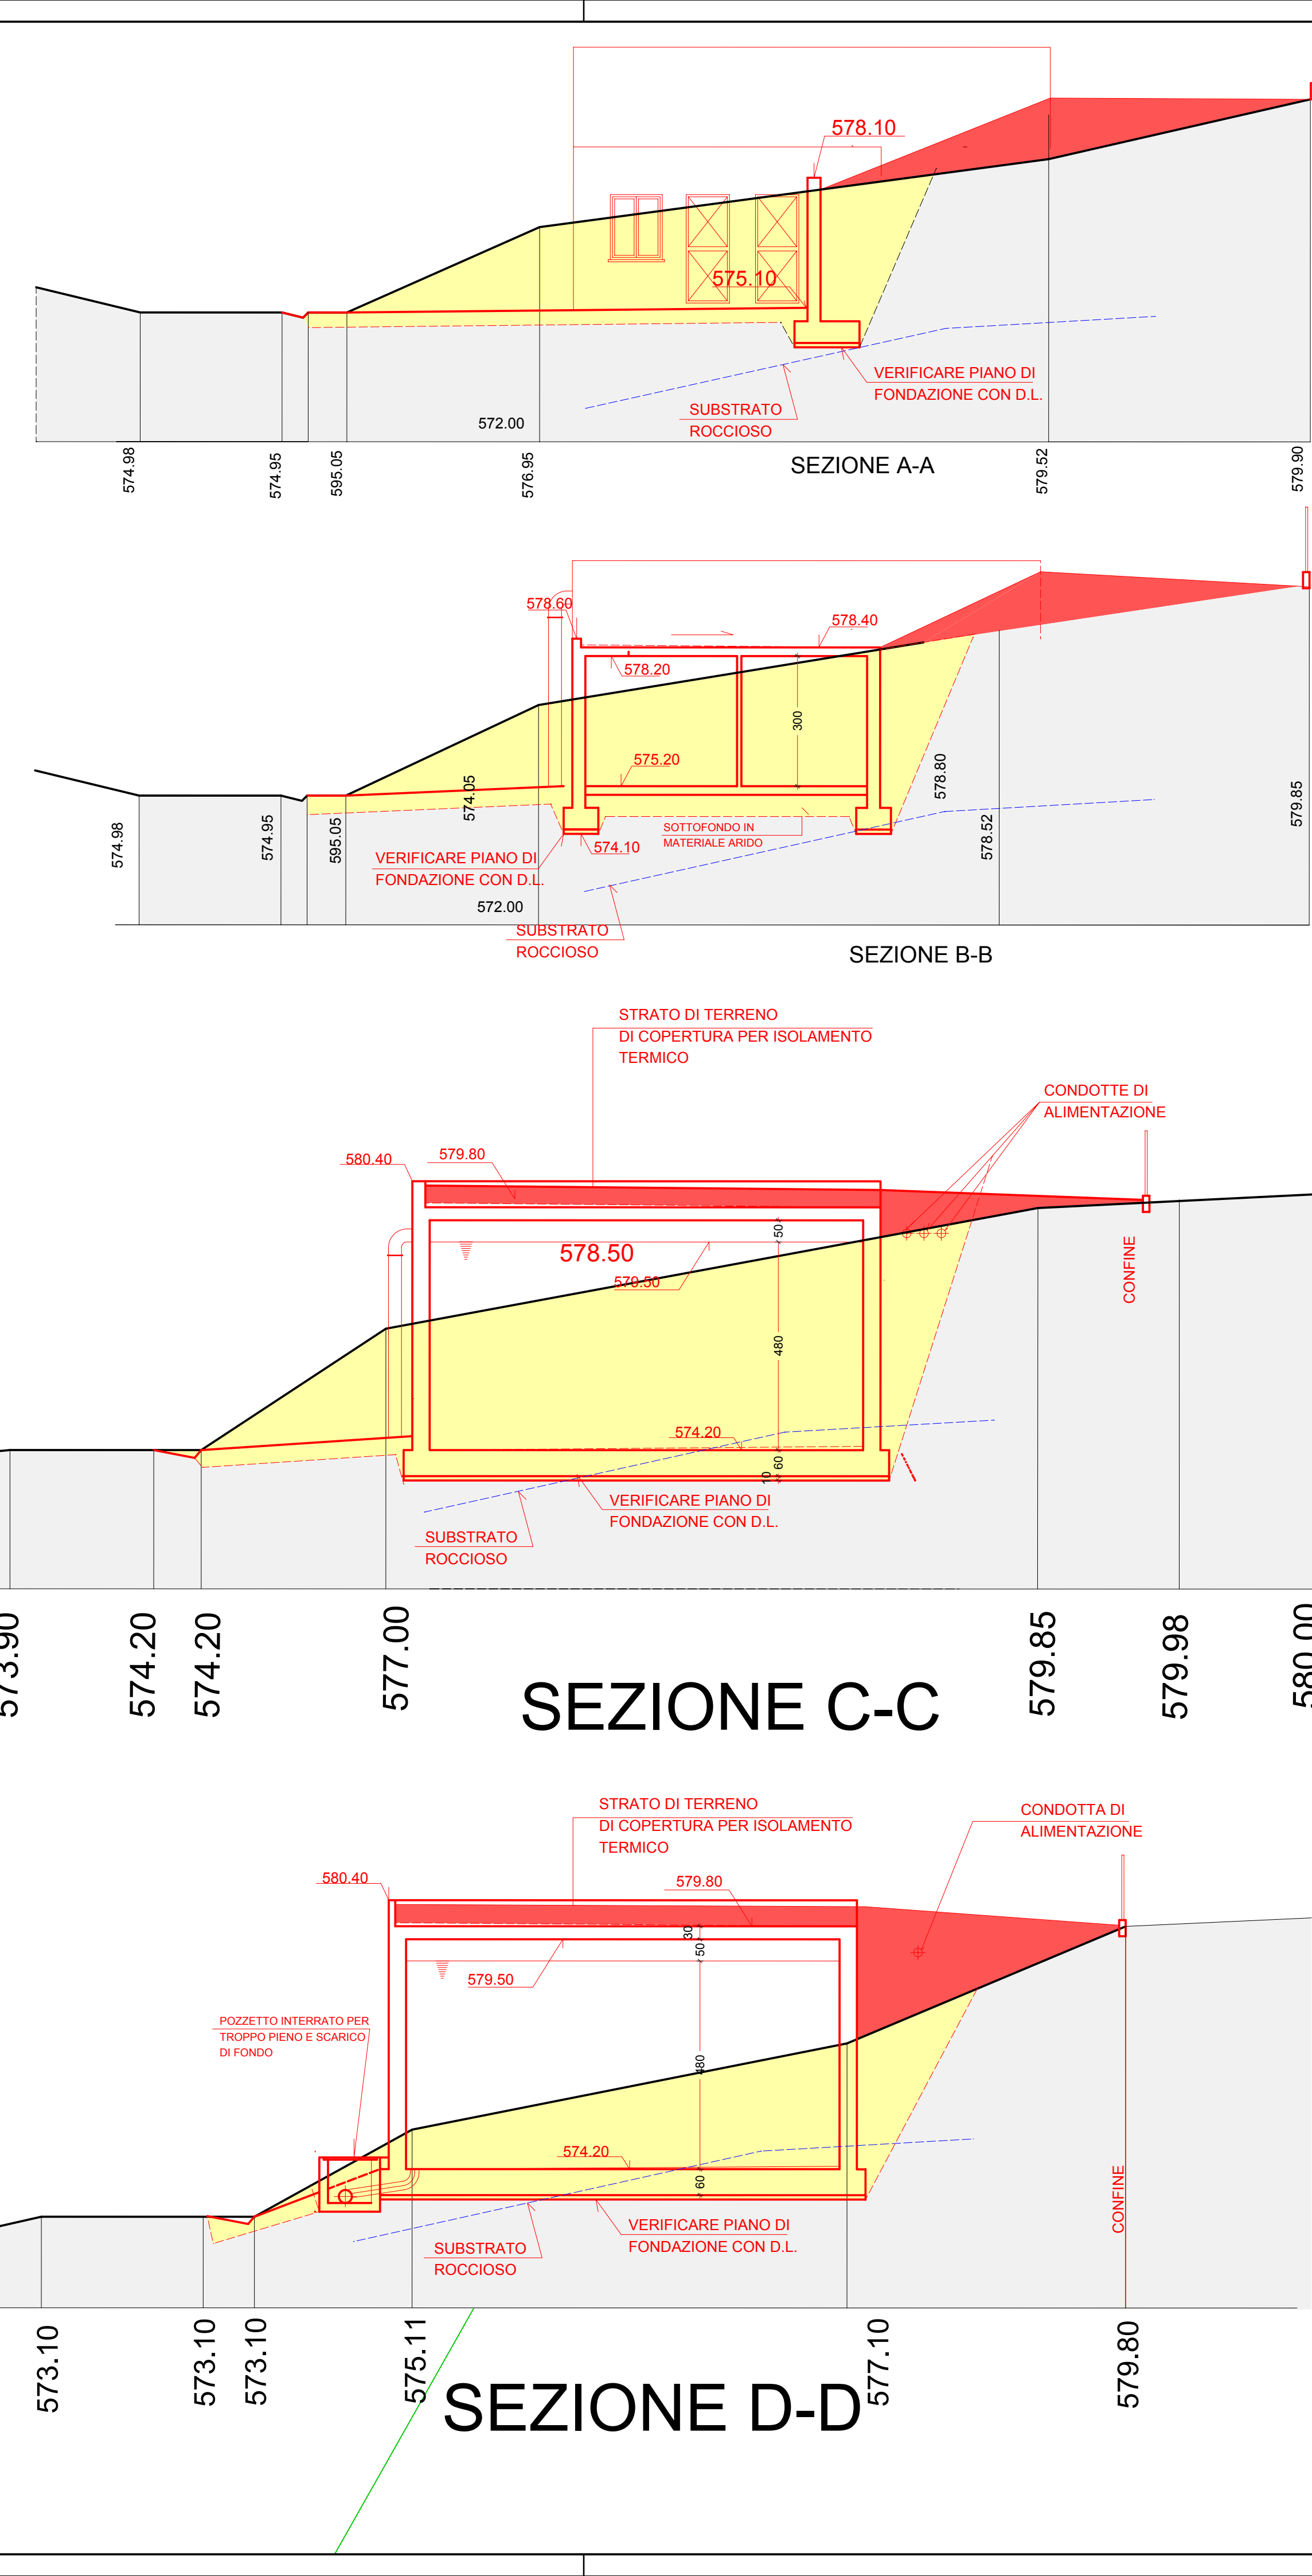 578.10
575.10
VERIFICARE PIANO DI
FONDAZIONE CON D.L.
SUBSTRATO
ROCCIOSO
572.00
574.98
574.95
595.05
576.95
SEZIONE A-A
579.52
579.90
578.60
578.40
578.20
300
575.20
574.05
578.80
579.85
574.98
574.95
595.05
578.52
SOTTOFONDO IN
MATERIALE ARIDO
574.10
VERIFICARE PIANO DI
FONDAZIONE CON D.L.
572.00
SUBSTRATO
ROCCIOSO
SEZIONE B-B
STRATO DI TERRENO
DI COPERTURA PER ISOLAMENTO
TERMICO
CONDOTTE DI
ALIMENTAZIONE
580.40
579.80
50
578.50
579.50
CONFINE
480
574.20
60
10
VERIFICARE PIANO DI
FONDAZIONE CON D.L.
SUBSTRATO
ROCCIOSO
573.90
574.20
574.20
577.00
579.85
579.98
580.00
SEZIONE C-C
STRATO DI TERRENO
DI COPERTURA PER ISOLAMENTO
TERMICO
CONDOTTA DI
ALIMENTAZIONE
580.40
579.80
30
50
579.50
POZZETTO INTERRATO PER
TROPPO PIENO E SCARICO
DI FONDO
480
574.20
60
CONFINE
VERIFICARE PIANO DI
FONDAZIONE CON D.L.
SUBSTRATO
ROCCIOSO
573.10
573.10
573.10
575.11
577.10
579.80
SEZIONE D-D